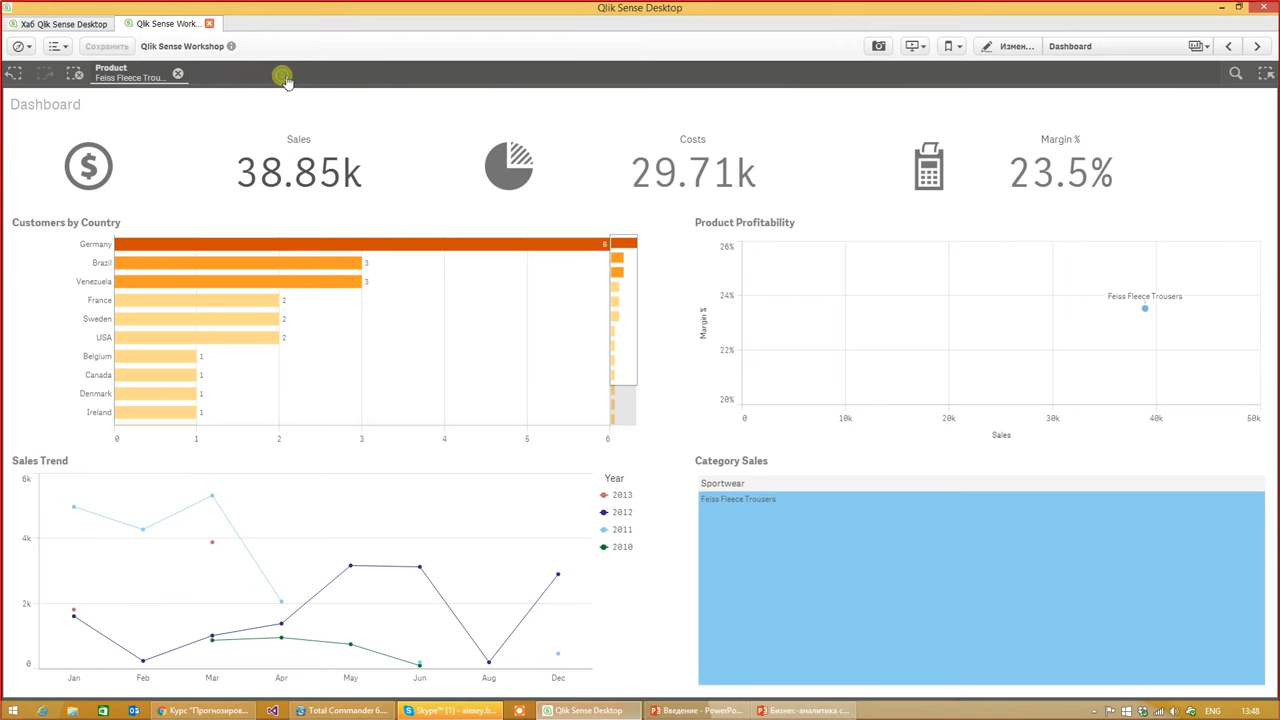 Qlik Sense Desktop
Хаб Qlik Sense Desktop
Qlik Sense Work...
Сохранить
Qlik Sense Workshop
Измен...
Dashboard
Product
Feiss Fleece Trou...
Dashboard
Sales
38.85k
Costs
29.71k
Margin %
23.5%
Customers by Country
Germany
6
Brazil
3
Venezuela
3
France
2
Sweden
2
USA
2
Belgium
1
Canada
1
Denmark
1
Ireland
1
0
1
2
3
4
5
6
Product Profitability
26%
24%
22%
20%
Margin %
Feiss Fleece Trousers
0
10k
20k
30k
40k
50k
Sales
Sales Trend
6k
4k
2k
0
Jan
Feb
Mar
Apr
May
Jun
Aug
Dec
Year
2013
2012
2011
2010
Category Sales
Sportwear
Feiss Fleece Trousers
Курс "Прогнозиров...
Total Commander 6....
Skype™ [1] - alexey.b...
Qlik Sense Desktop
Введение - PowerPo...
Бизнес-аналитика с...
ENG
13:48